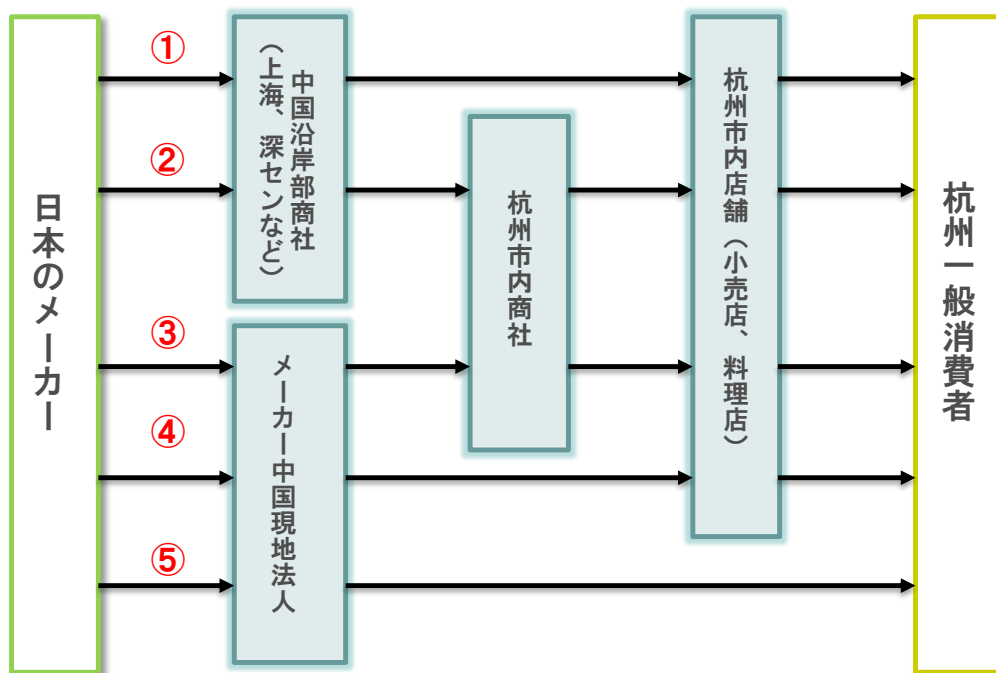 日本のメーカー
①
②
③
④
⑤
中国沿岸部商社
（上海、深センなど）
メーカー中国現地法人
杭州市内商社
杭州市内店舗（小売店、料理店）
杭州一般消費者